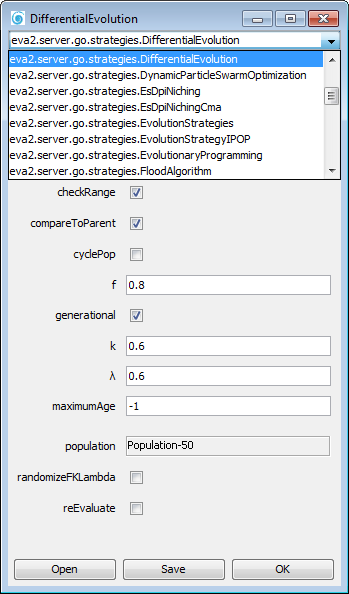 DifferentialEvolution
eva2.server.go.strategies.DifferentialEvolution
eva2.server.go.strategies.DifferentialEvolution
eva2.server.go.strategies.DynamicParticleSwarmOptimization
eva2.server.go.strategies.EsDpiNiching
eva2.server.go.strategies.EsDpiNichingCma
eva2.server.go.strategies.EvolutionStrategies
eva2.server.go.strategies.EvolutionStrategyIPOP
eva2.server.go.strategies.EvolutionaryProgramming
eva2.server.go.strategies.FloodAlgorithm
checkRange
compareToParent
cyclePop
f 0.8
generational
k 0.6
λ 0.6
maximumAge -1
population Population-50
randomizeFKLambda
reEvaluate
Open Save OK